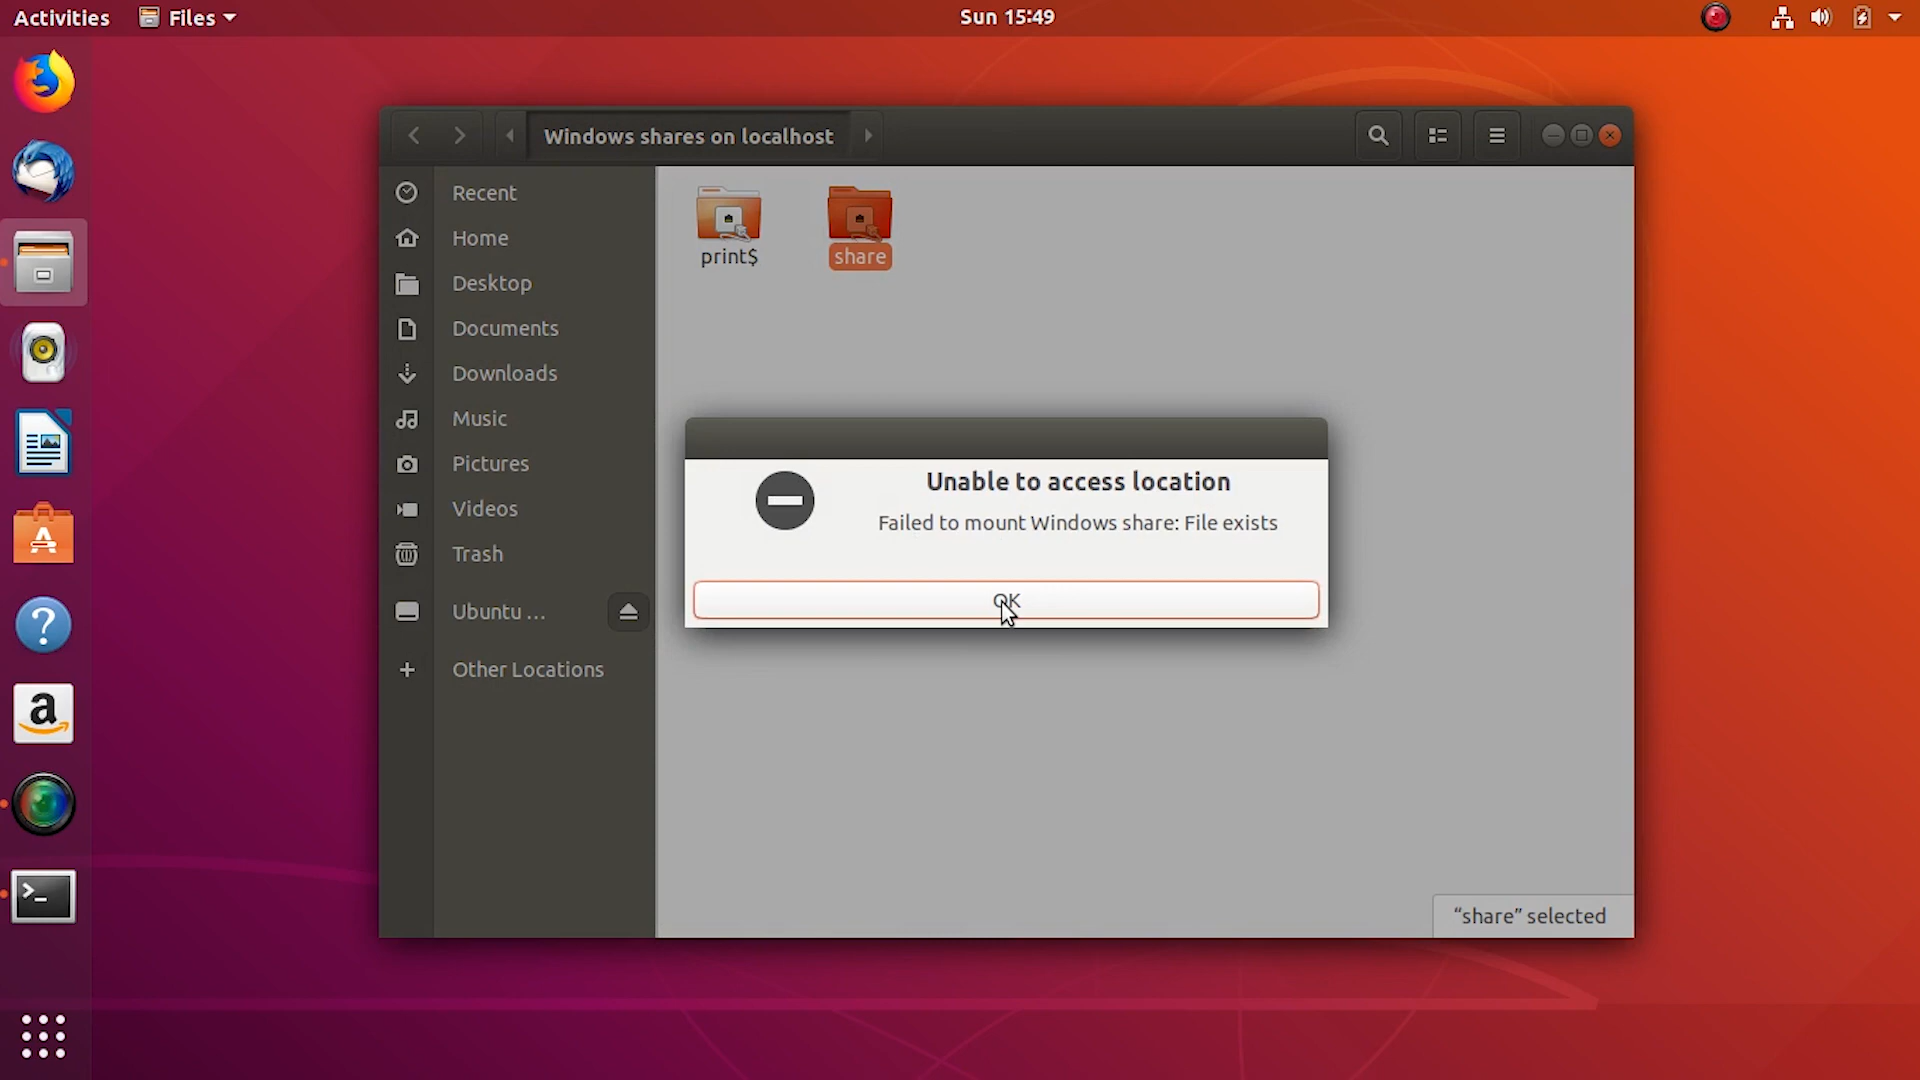 Activities Files Sun 15:49
Windows shares on localhost
Recent
Home
Desktop
Documents
Downloads
Music
Pictures
Videos
Trash
Ubuntu ...
Other Locations
print$
share
Unable to access location
Failed to mount Windows share: File exists
OK
“share” selected